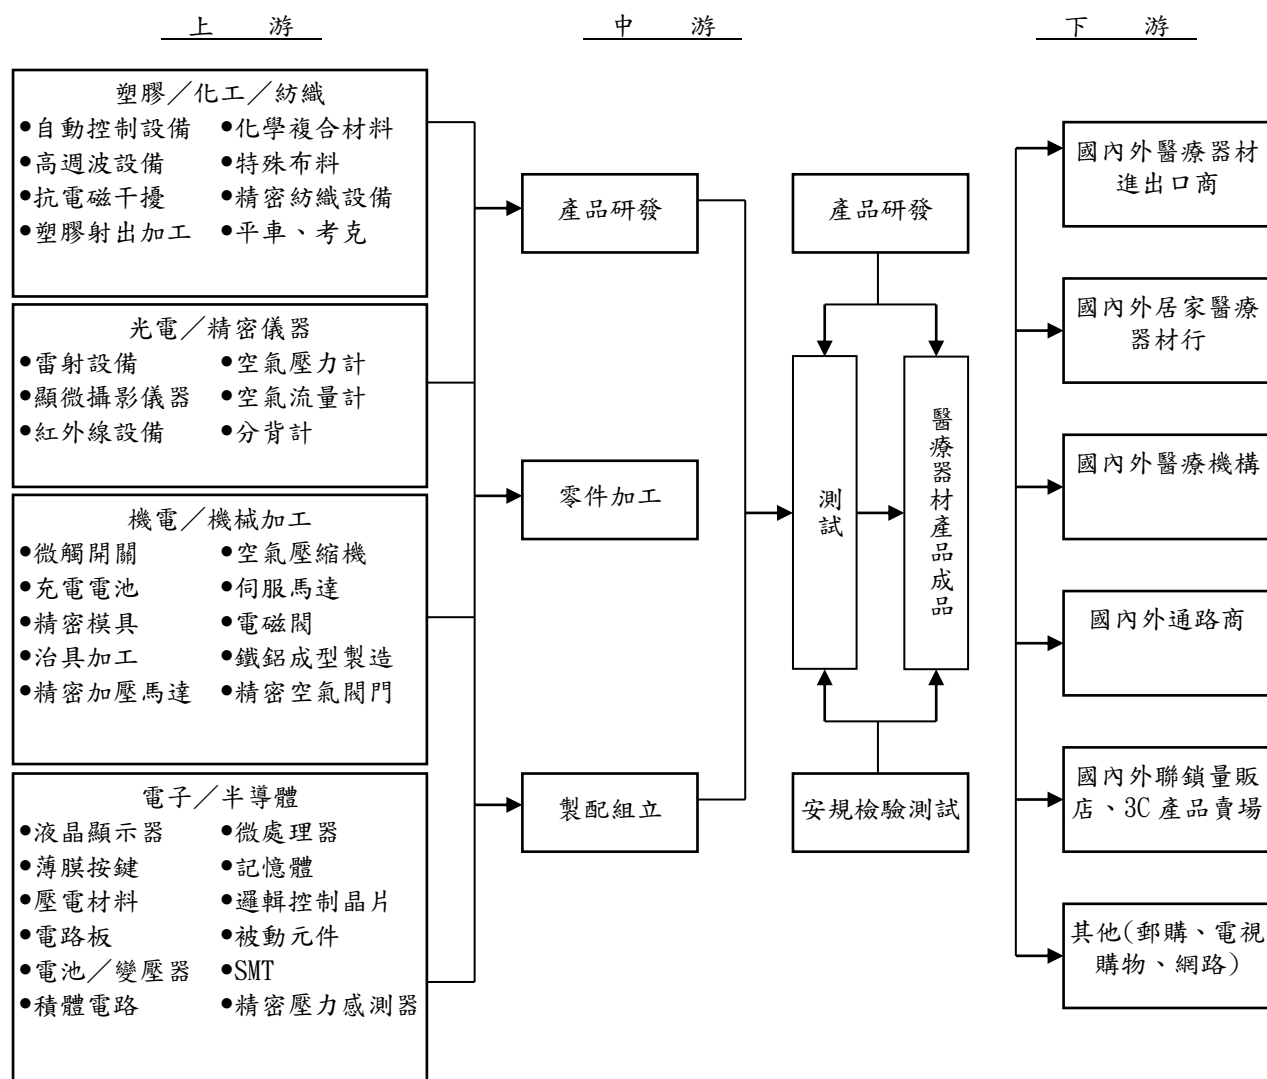 上　游
中　游
下　游
塑膠／化工／紡織
●自動控制設備 ●化學複合材料
●高週波設備 ●特殊布料
●抗電磁干擾 ●精密紡織設備
●塑膠射出加工 ●平車、考克
光電／精密儀器
●雷射設備 ●空氣壓力計
●顯微攝影儀器 ●空氣流量計
●紅外線設備 ●分背計
機電／機械加工
●微觸開關 ●空氣壓縮機
●充電電池 ●伺服馬達
●精密模具 ●電磁閥
●治具加工 ●鐵鋁成型製造
●精密加壓馬達 ●精密空氣閥門
電子／半導體
●液晶顯示器 ●微處理器
●薄膜按鍵 ●記憶體
●壓電材料 ●邏輯控制晶片
●電路板 ●被動元件
●電池／變壓器 ●SMT
●積體電路 ●精密壓力感測器
產品研發
零件加工
製配組立
產品研發
測試
醫療器材產品成品
安規檢驗測試
國內外醫療器材
進出口商
國內外居家醫療
器材行
國內外醫療機構
國內外通路商
國內外聯鎖量販
店、3C 產品賣場
其他(郵購、電視
購物、網路)